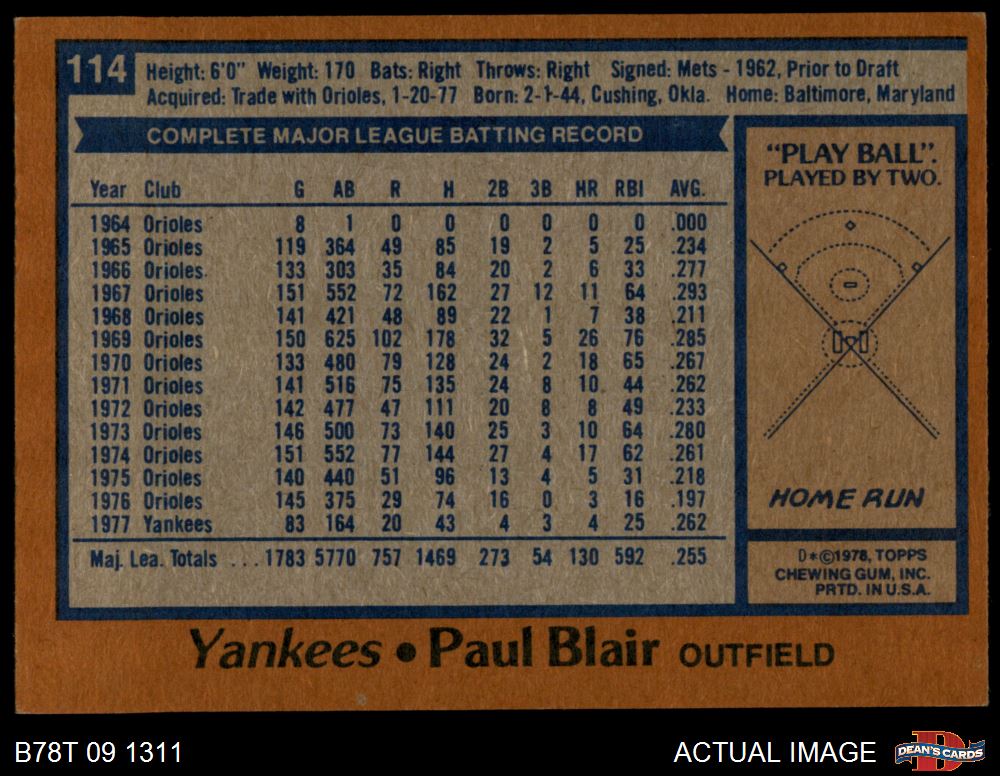 114
Height: 6'0" Weight: 170 Bats: Right Throws: Right Signed: Mets - 1962, Prior to Draft
Acquired: Trade with Orioles, 1-20-77 Born: 2-1-44, Cushing, Okla. Home: Baltimore, Maryland
COMPLETE MAJOR LEAGUE BATTING RECORD
Year Club G AB R H 2B 3B HR RBI AVG.
1964 Orioles 8 1 0 0 0 0 0 0 .000
1965 Orioles 119 364 49 85 19 2 5 25 .234
1966 Orioles 133 303 35 84 20 2 6 33 .277
1967 Orioles 151 552 72 162 27 12 11 64 .293
1968 Orioles 141 421 48 89 22 1 7 38 .211
1969 Orioles 150 625 102 178 32 5 26 76 .285
1970 Orioles 133 480 79 128 24 2 18 65 .267
1971 Orioles 141 516 75 135 24 8 10 44 .262
1972 Orioles 142 477 47 111 20 8 8 49 .233
1973 Orioles 146 500 73 140 25 3 10 64 .280
1974 Orioles 151 552 77 144 27 4 17 62 .261
1975 Orioles 140 440 51 96 13 4 5 31 .218
1976 Orioles 145 375 29 74 16 0 3 16 .197
1977 Yankees 83 164 20 43 4 3 4 25 .262
Maj. Lea. Totals ... 1783 5770 757 1469 273 54 130 592 .255
"PLAY BALL".
PLAYED BY TWO.
HOME RUN
D*©1978, TOPPS
CHEWING GUM, INC.
PRTD. IN U.S.A.
Yankees • Paul Blair OUTFIELD
B78T 09 1311
ACTUAL IMAGE
D
DEAN'S CARDS